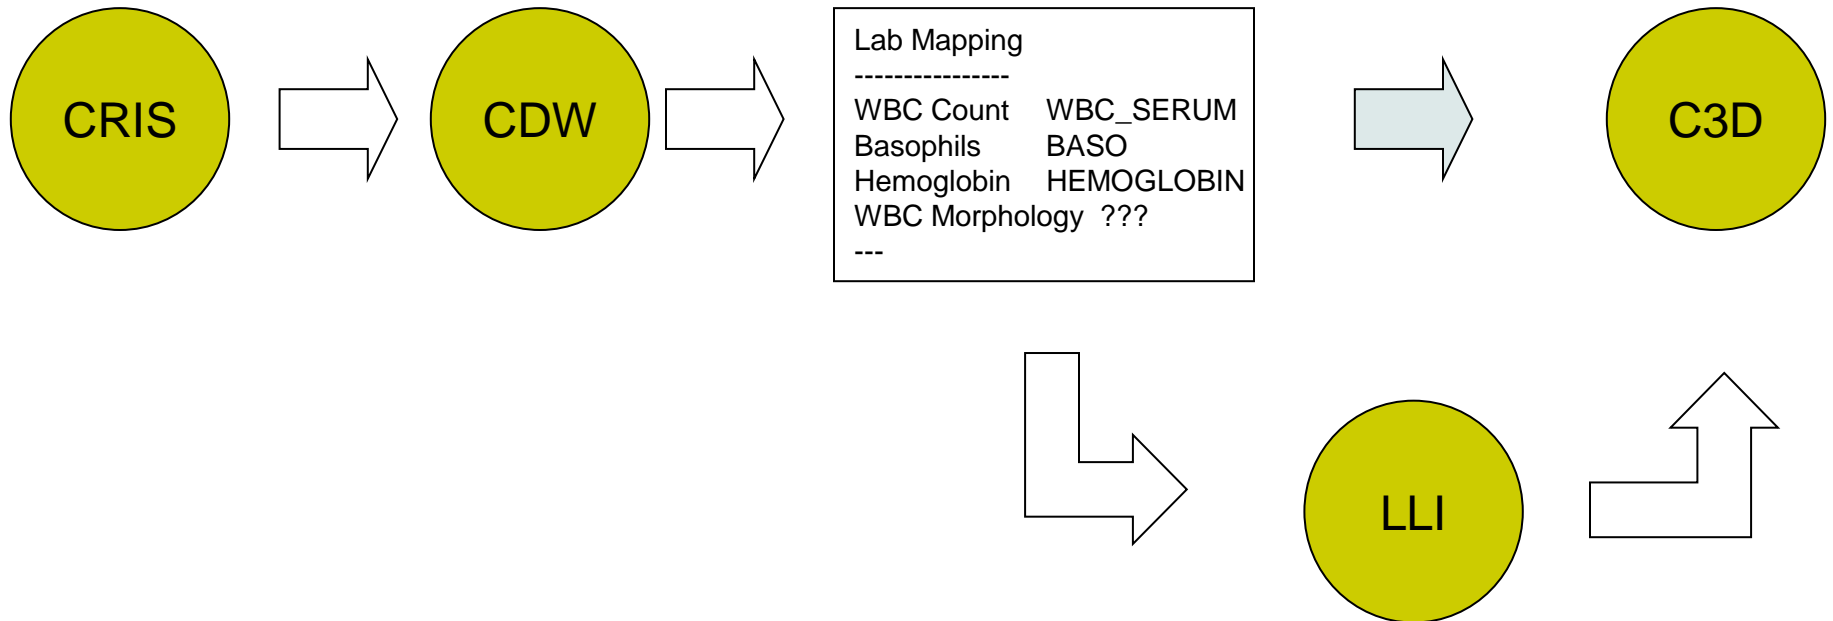 CRIS
CDW
Lab Mapping
----------------
WBC Count WBC_SERUM
Basophils BASO
Hemoglobin HEMOGLOBIN
WBC Morphology ???
---
C3D
LLI